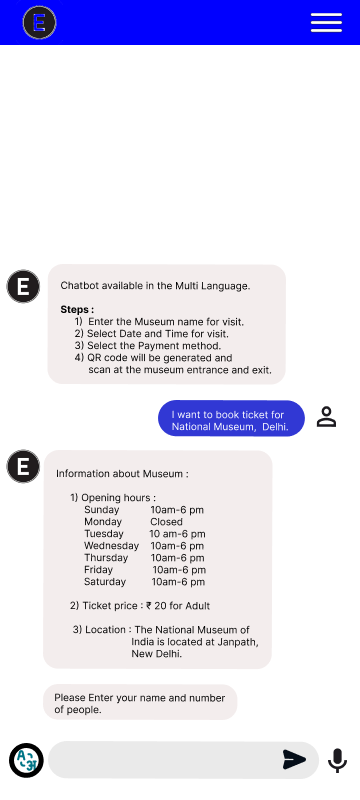 E
E
Chatbot available in the Multi Language.
Steps :
1) Enter the Museum name for visit.
2) Select Date and Time for visit.
3) Select the Payment method.
4) QR code will be generated and
scan at the museum entrance and exit.
I want to book ticket for
National Museum, Delhi.
E
Information about Museum :
1) Opening hours :
Sunday 10am-6 pm
Monday Closed
Tuesday 10 am-6 pm
Wednesday 10am-6 pm
Thursday 10am-6 pm
Friday 10am-6 pm
Saturday 10am-6 pm
2) Ticket price : ₹ 20 for Adult
3) Location : The National Museum of
India is located at Janpath,
New Delhi.
Please Enter your name and number
of people.
A अ